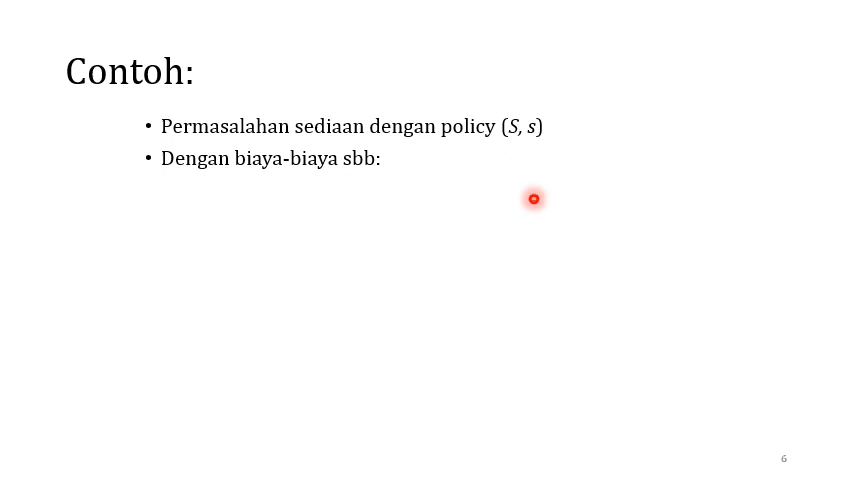 Contoh:
• Permasalahan sediaan dengan policy (S, s)
• Dengan biaya-biaya sbb:
6